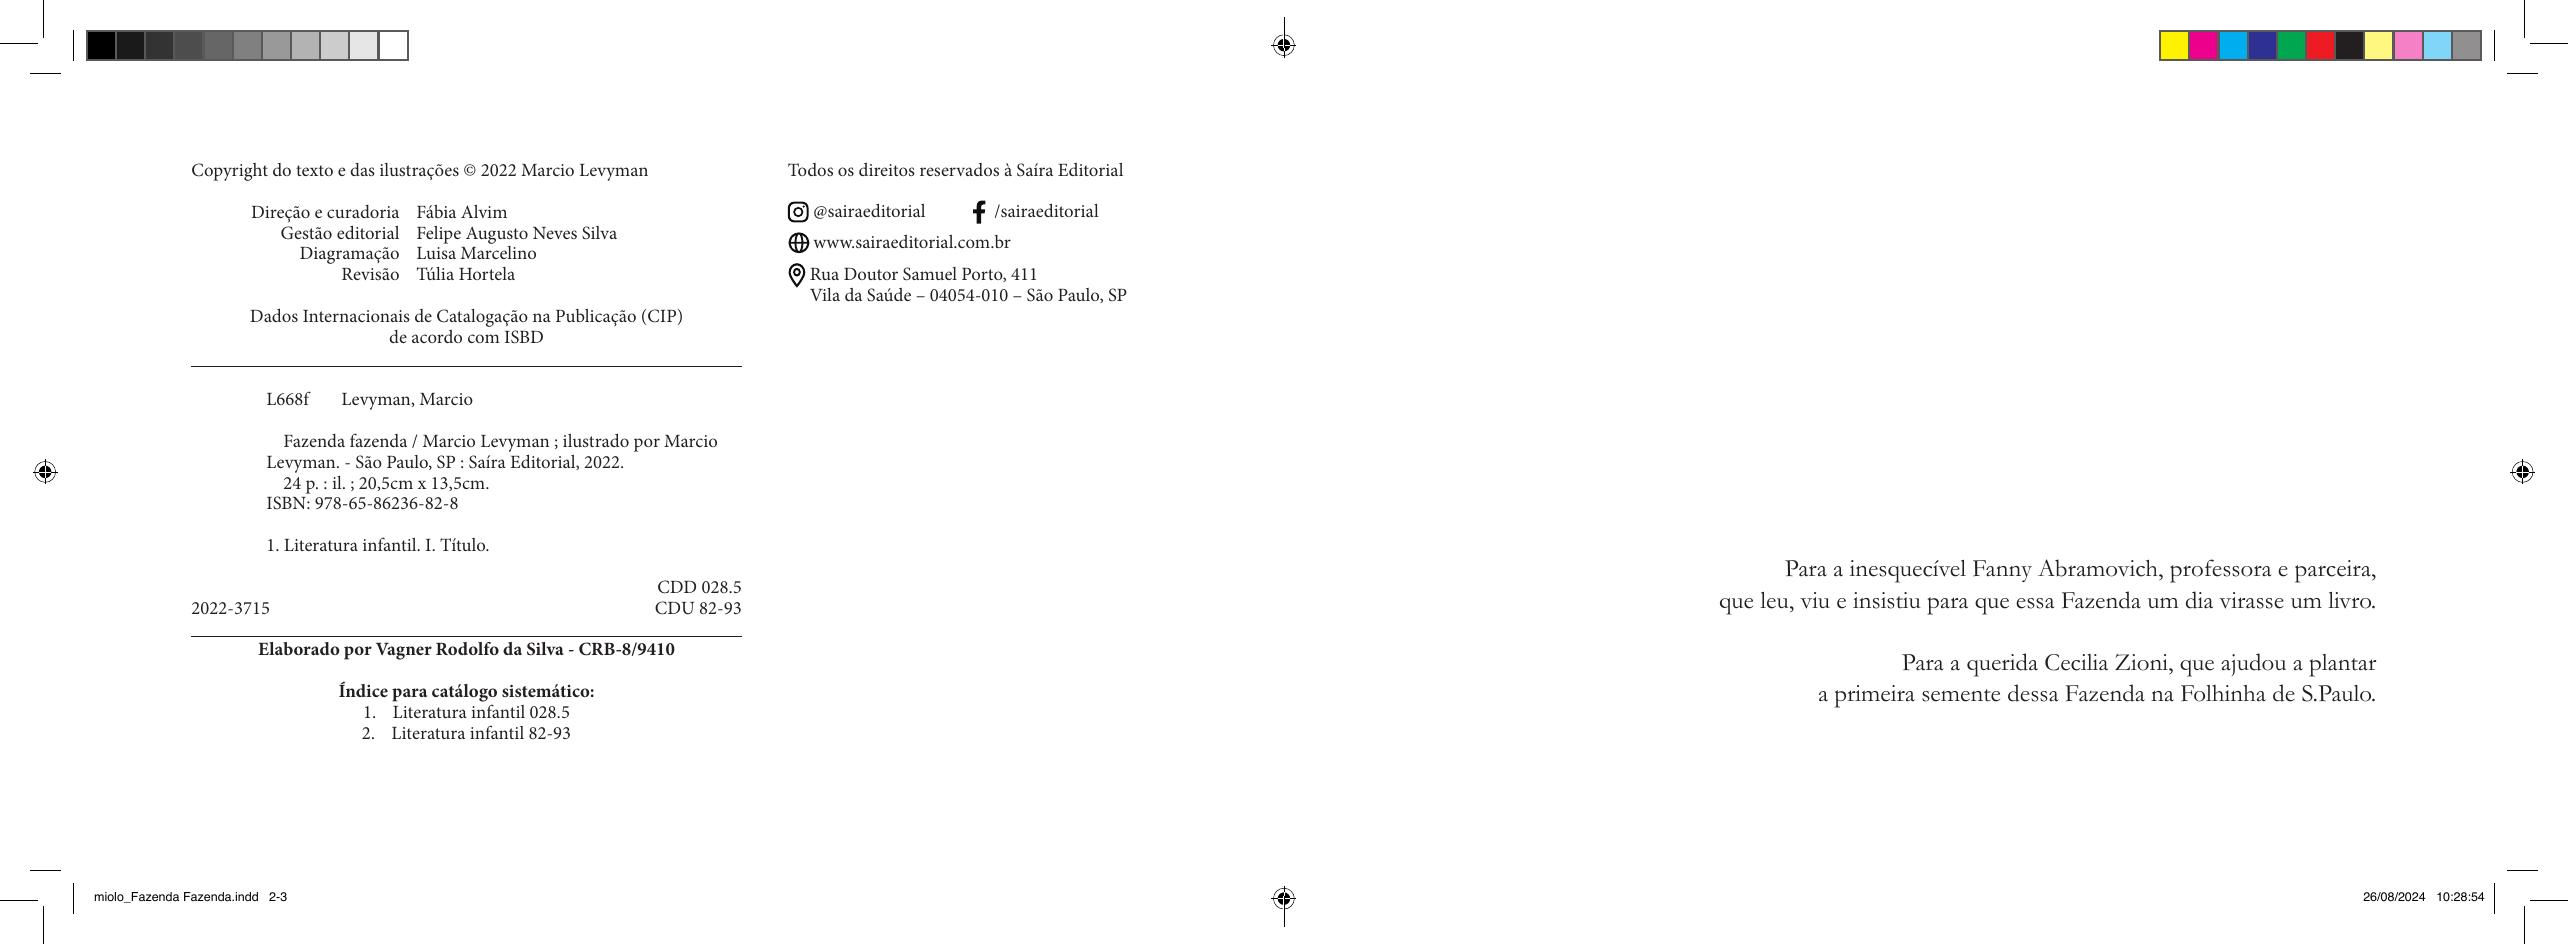 Copyright do texto e das ilustrações © 2022 Marcio Levyman
Direção e curadoria Fábia Alvim
Gestão editorial Felipe Augusto Neves Silva
Diagramação Luisa Marcelino
Revisão Túlia Hortela
Dados Internacionais de Catalogação na Publicação (CIP)
de acordo com ISBD
L668f Levyman, Marcio
Fazenda fazenda / Marcio Levyman ; ilustrado por Marcio
Levyman. - São Paulo, SP : Saíra Editorial, 2022.
24 p. : il. ; 20,5cm x 13,5cm.
ISBN: 978-65-86236-82-8
1. Literatura infantil. I. Título.
CDD 028.5
2022-3715 CDU 82-93
Elaborado por Vagner Rodolfo da Silva - CRB-8/9410
Índice para catálogo sistemático:
1. Literatura infantil 028.5
2. Literatura infantil 82-93
Todos os direitos reservados à Saíra Editorial
@sairaeditorial /sairaeditorial
www.sairaeditorial.com.br
Rua Doutor Samuel Porto, 411
Vila da Saúde – 04054-010 – São Paulo, SP
Para a inesquecível Fanny Abramovich, professora e parceira,
que leu, viu e insistiu para que essa Fazenda um dia virasse um livro.
Para a querida Cecilia Zioni, que ajudou a plantar
a primeira semente dessa Fazenda na Folhinha de S.Paulo.
miolo_Fazenda Fazenda.indd 2-3
26/08/2024 10:28:54